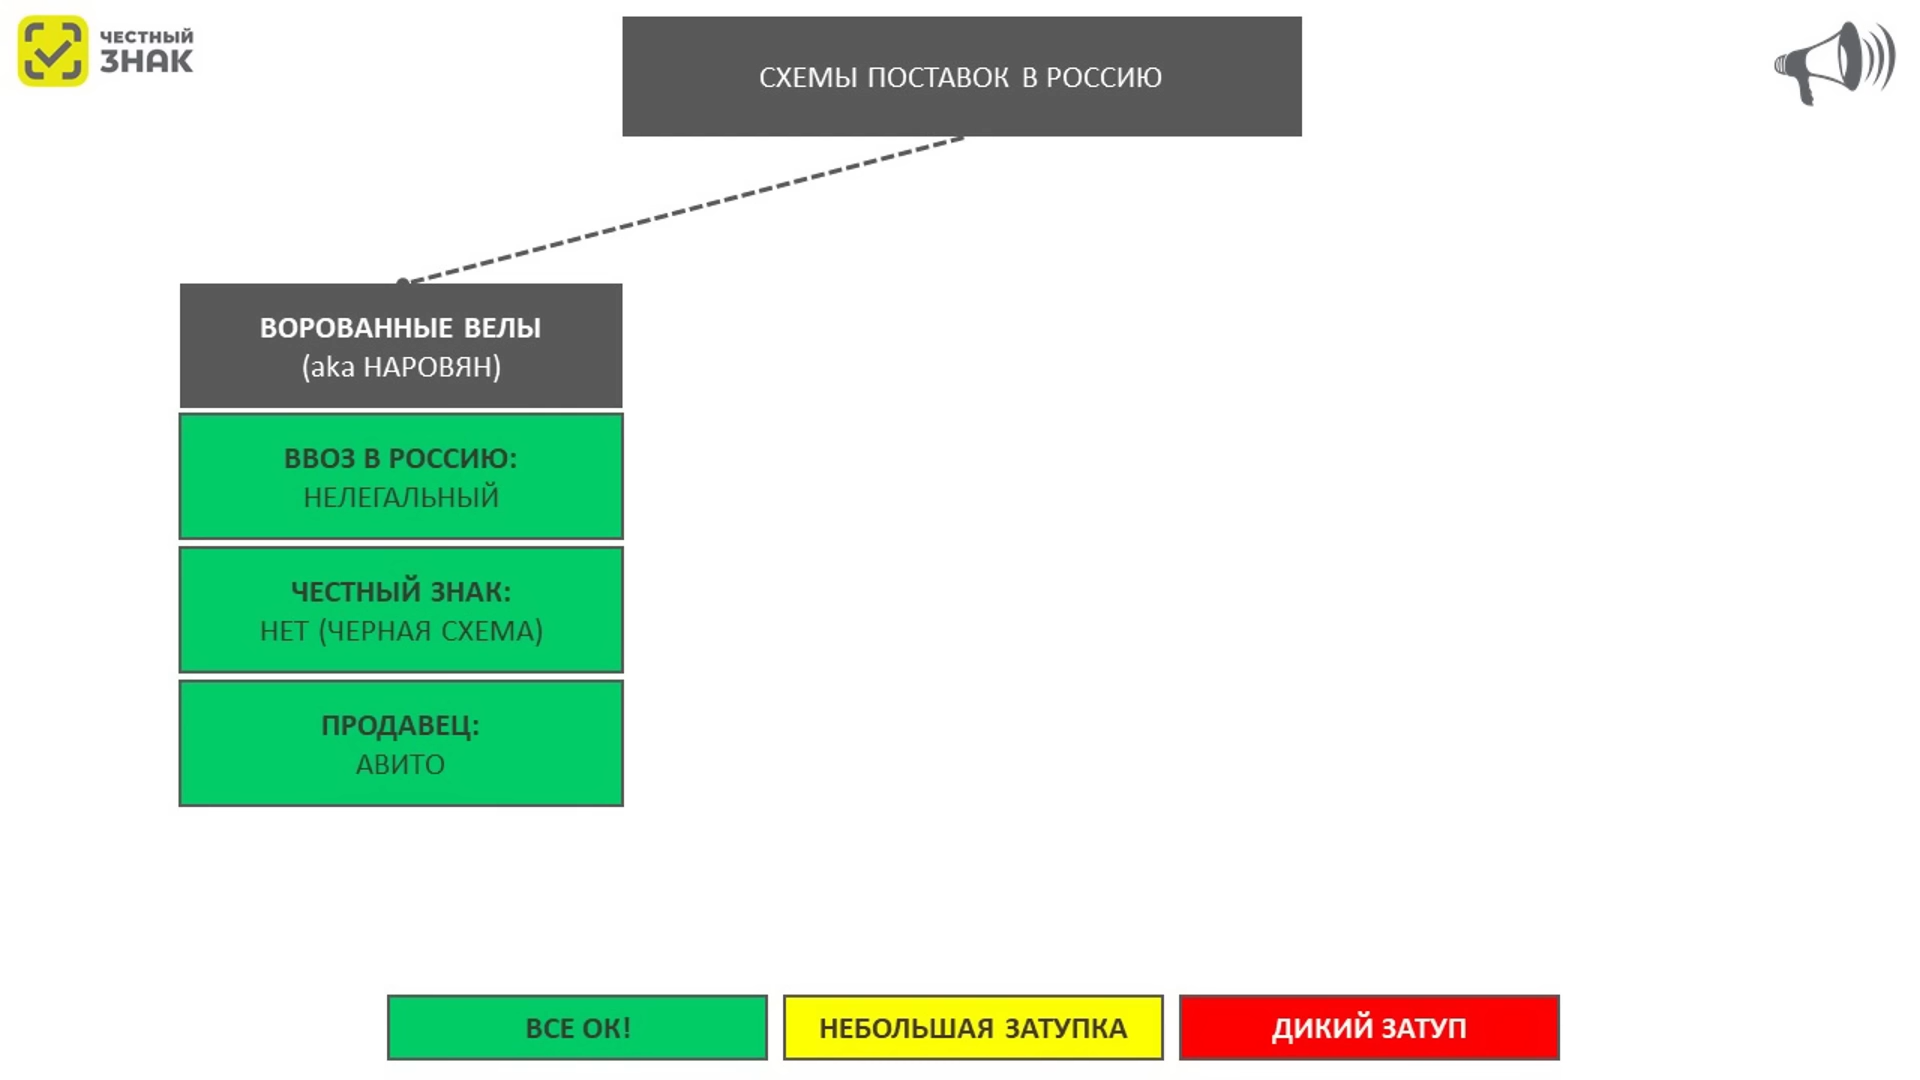 ЧЕСТНЫЙ
ЗНАК
СХЕМЫ ПОСТАВОК В РОССИЮ
ВОРОВАННЫЕ ВЕЛЫ
(aka НАРОВЯН)
ВВОЗ В РОССИЮ:
НЕЛЕГАЛЬНЫЙ
ЧЕСТНЫЙ ЗНАК:
НЕТ (ЧЕРНАЯ СХЕМА)
ПРОДАВЕЦ:
АВИТО
ВСЕ ОК!
НЕБОЛЬШАЯ ЗАТУПКА
ДИКИЙ ЗАТУП